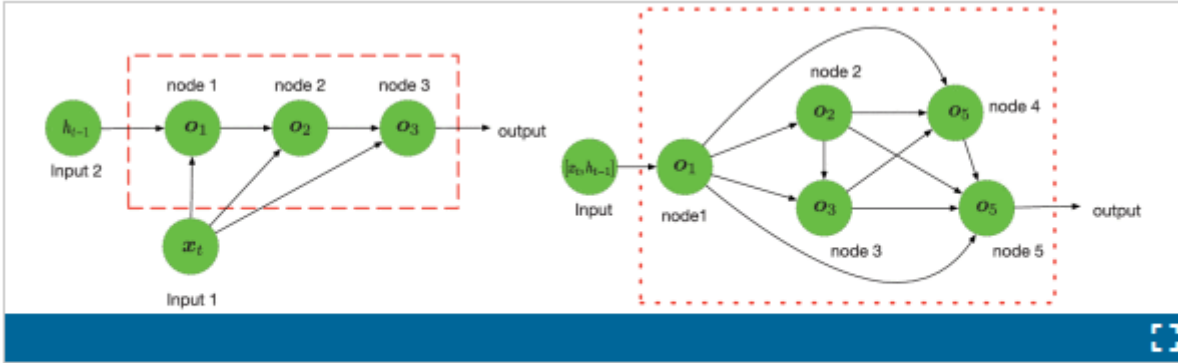 node 1
node 2
node 3
h_{t-1}
o_1
o_2
o_3
output
Input 2
x_t
Input 1
node 2
o_2
o_5
node 4
[x_t, h_{t-1}]
o_1
Input
node1
o_3
o_5
output
node 3
node 5